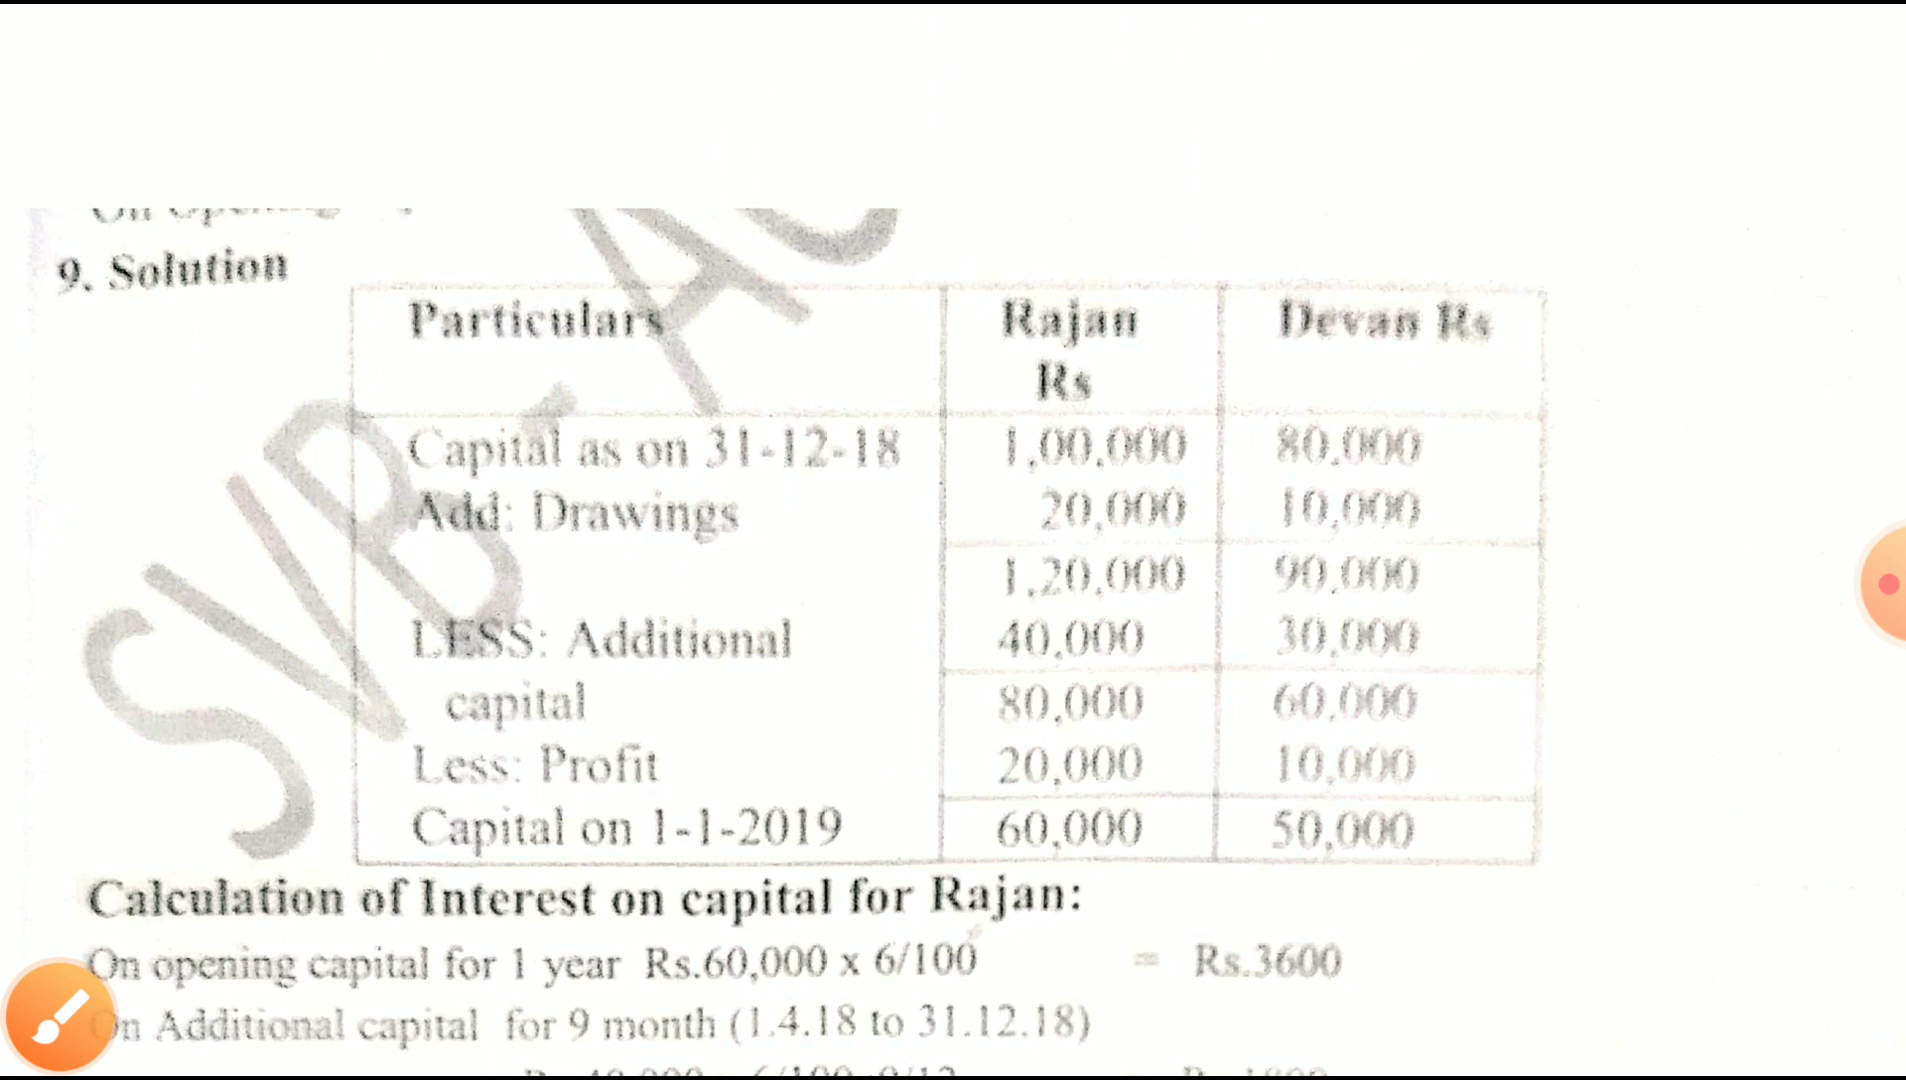 9. Solution
Particulars Rajan Rs Devan Rs
Capital as on 31-12-18 1,00,000 80,000
Add: Drawings 20,000 10,000
1,20,000 90,000
LESS: Additional 40,000 30,000
capital 80,000 60,000
Less: Profit 20,000 10,000
Capital on 1-1-2019 60,000 50,000
Calculation of Interest on capital for Rajan:
On opening capital for 1 year Rs.60,000 x 6/100 = Rs.3600
On Additional capital for 9 month (1.4.18 to 31.12.18)
SVB-AC